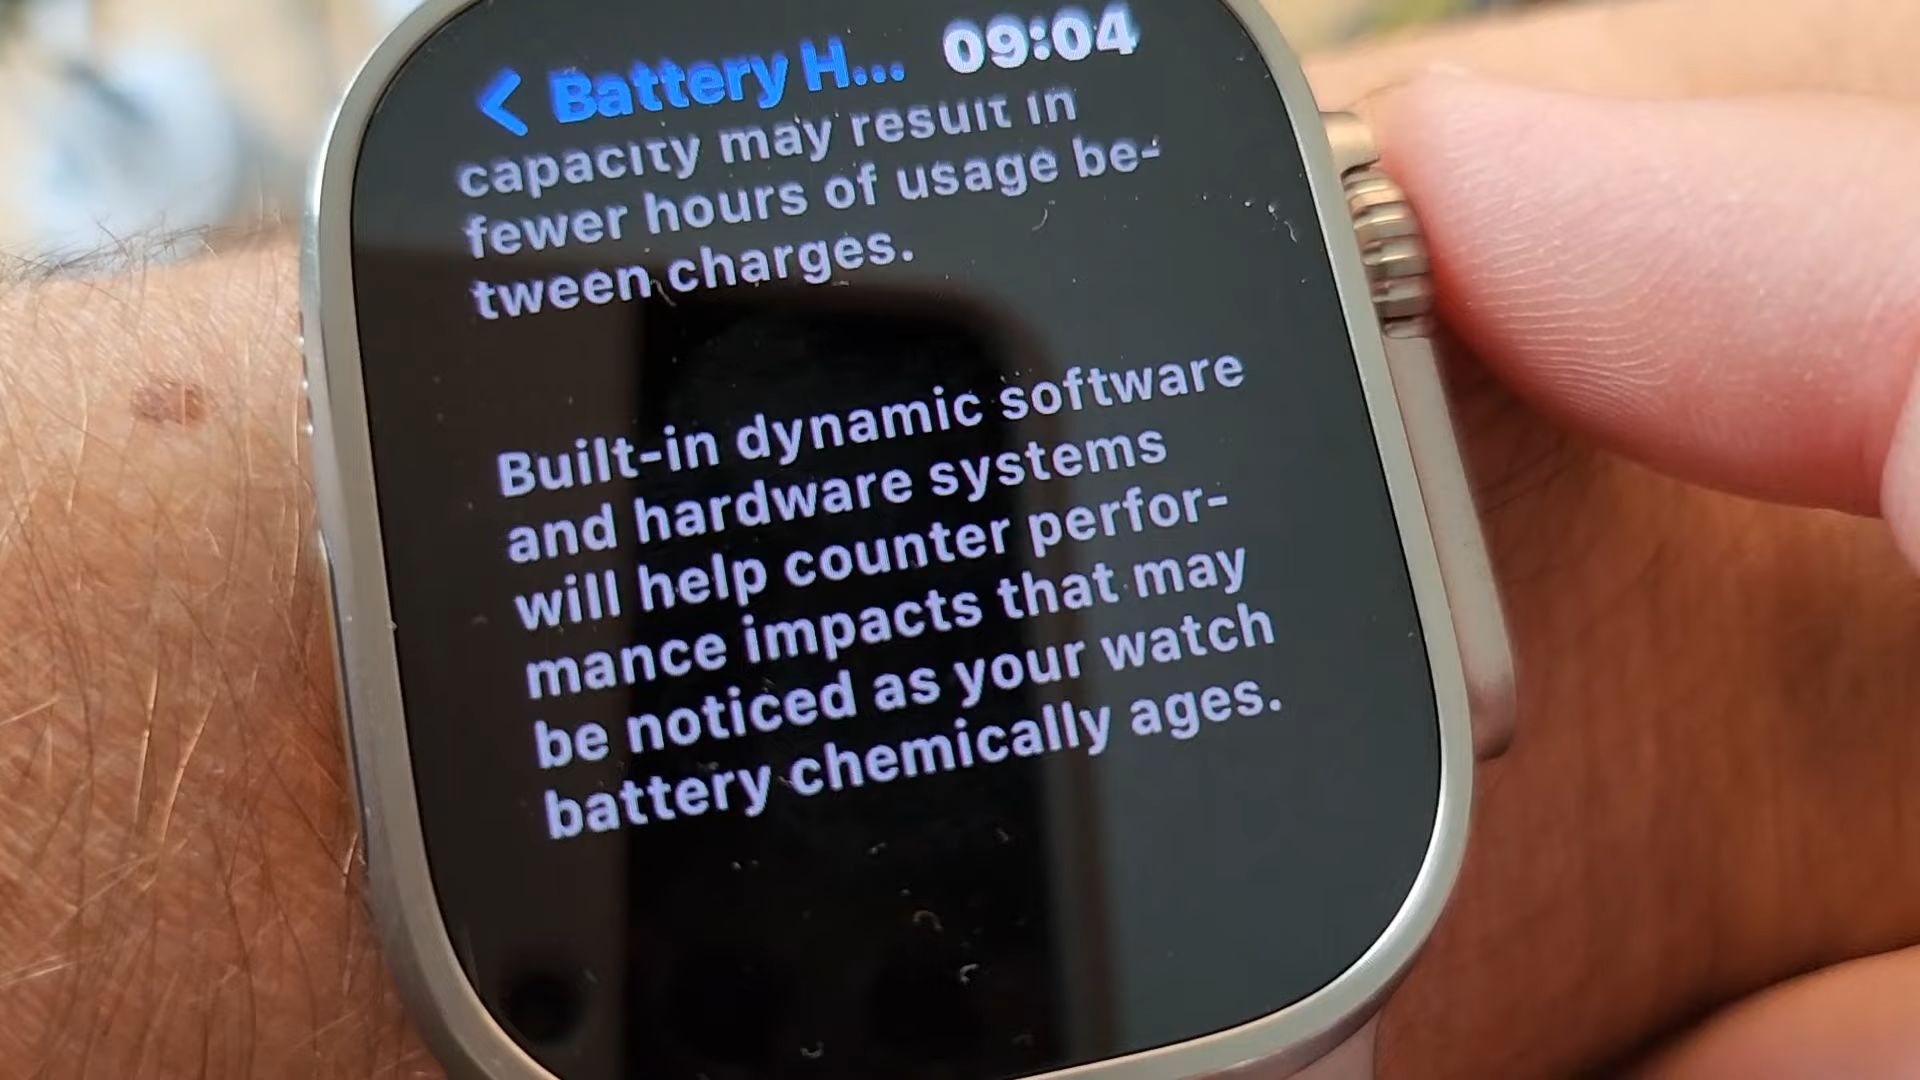 Battery H... 09:04
capacity may result in
fewer hours of usage be-
tween charges.
Built-in dynamic software
and hardware systems
will help counter perfor-
mance impacts that may
be noticed as your watch
battery chemically ages.